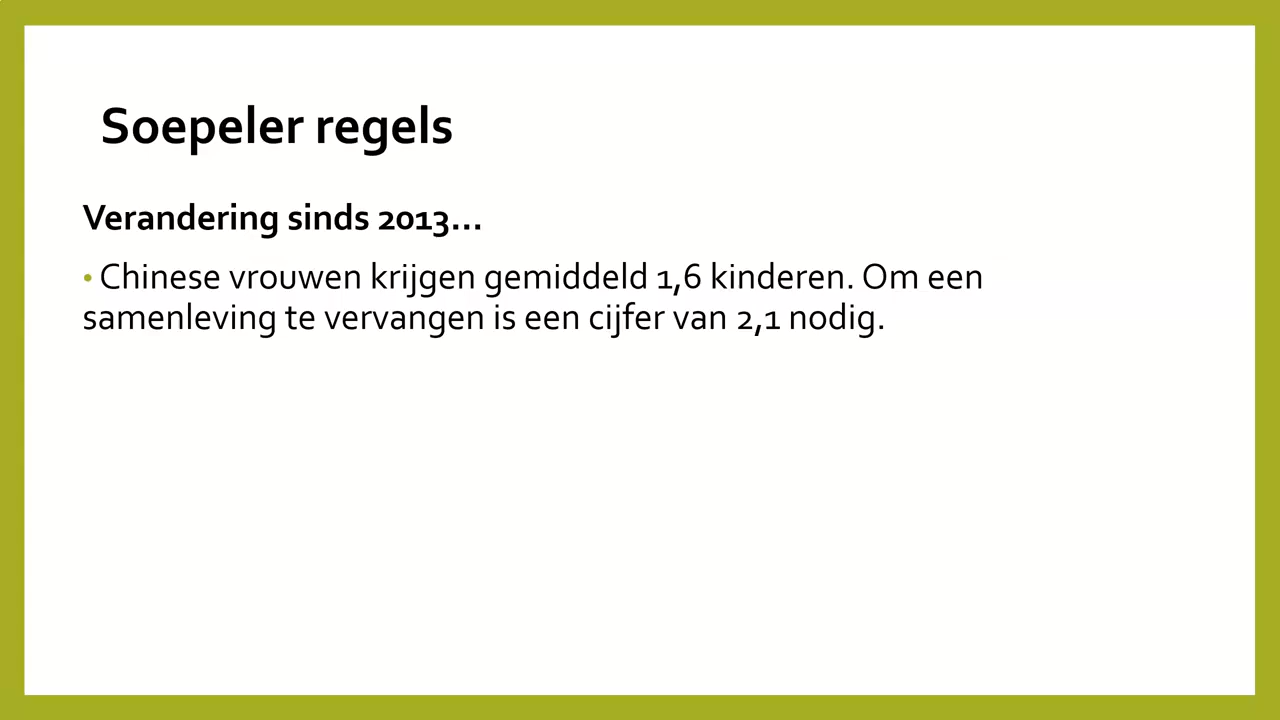 Soepeler regels
Verandering sinds 2013...
• Chinese vrouwen krijgen gemiddeld 1,6 kinderen. Om een
samenleving te vervangen is een cijfer van 2,1 nodig.